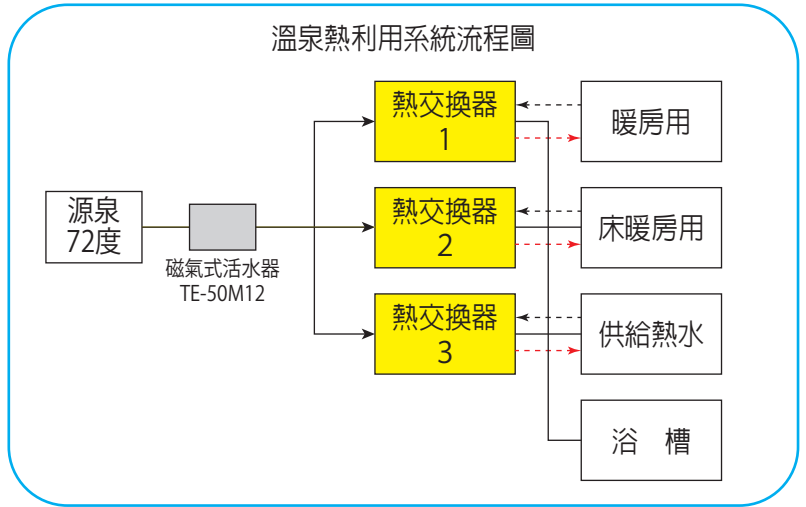 溫泉熱利用系統流程圖
源泉
72度
磁氣式活水器
TE-50M12
熱交換器
1
暖房用
熱交換器
2
床暖房用
熱交換器
3
供給熱水
浴 槽